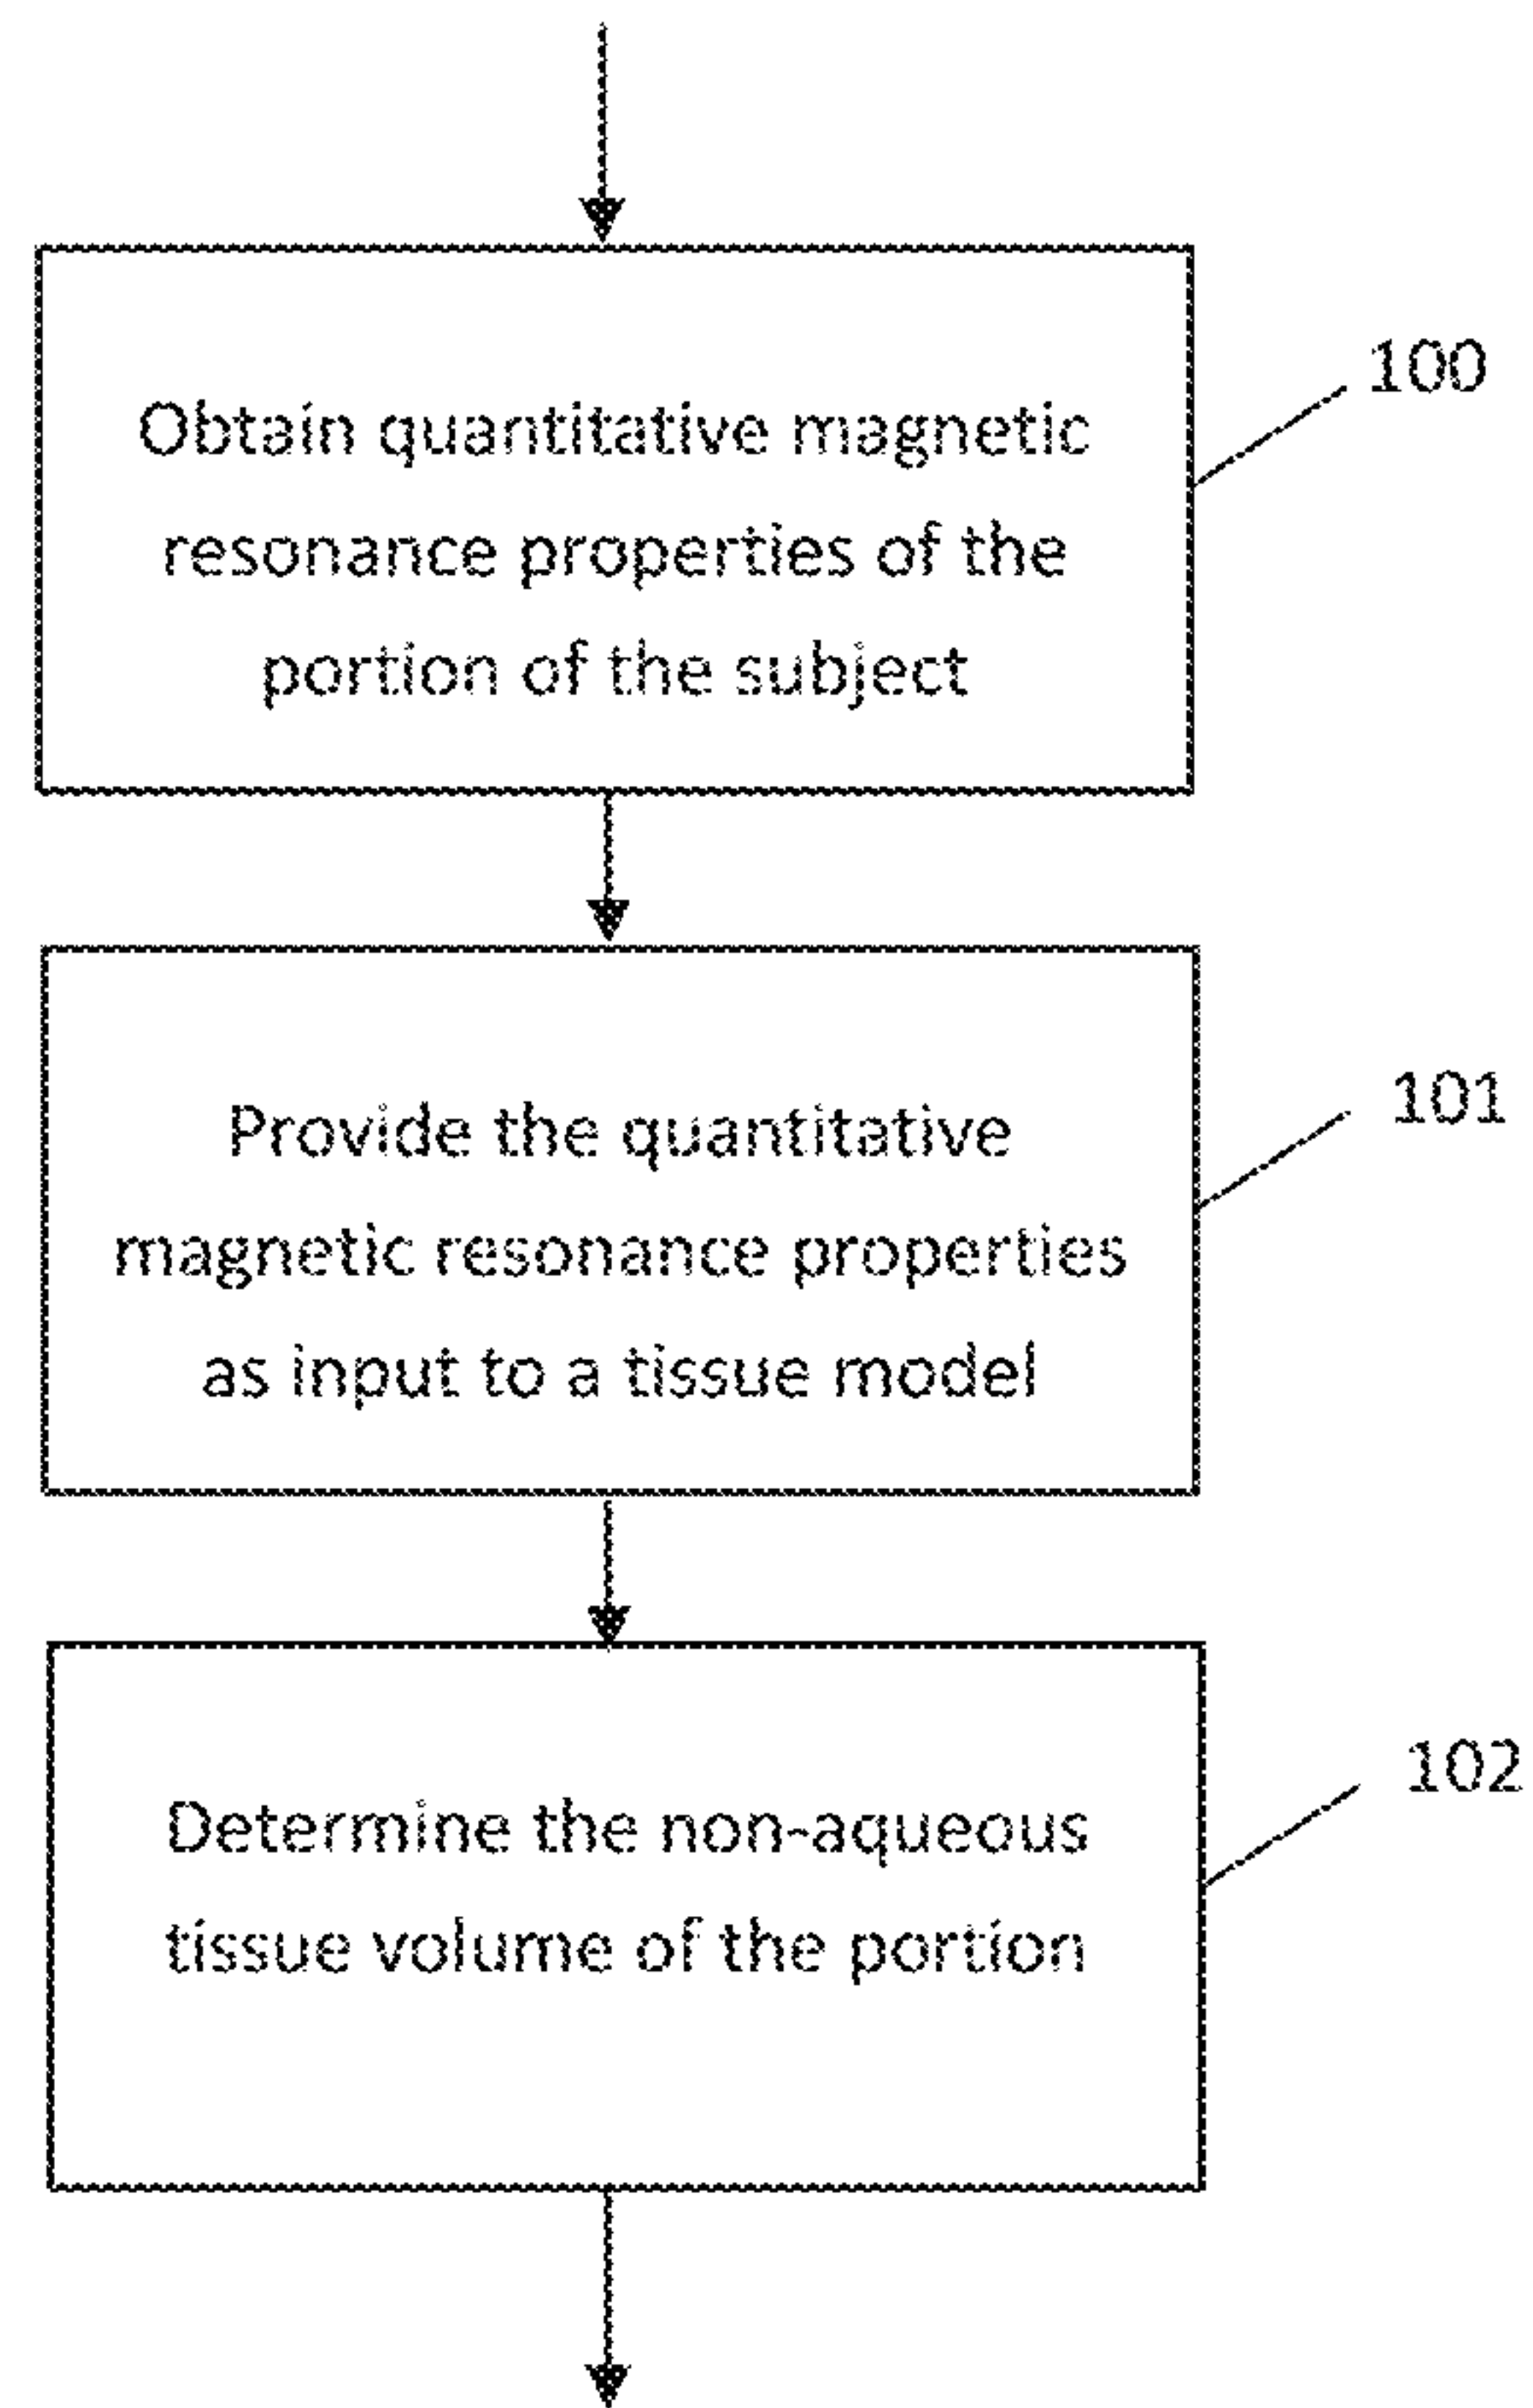 Obtain quantitative magnetic
resonance properties of the
portion of the subject
100
Provide the quantitative
magnetic resonance properties
as input to a tissue model
101
Determine the non-aqueous
tissue volume of the portion
102